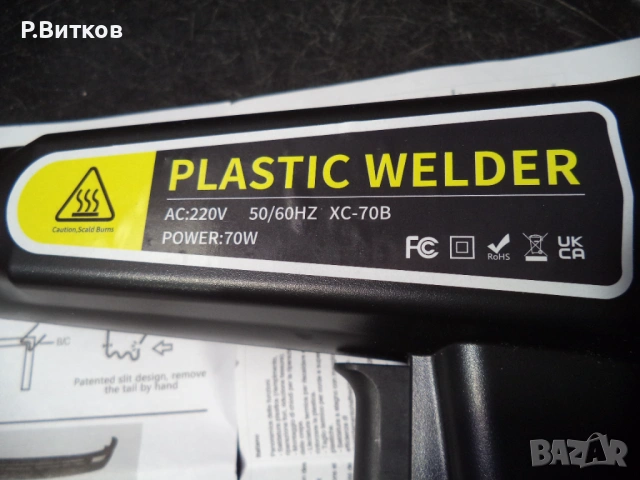 Р.Витков
PLASTIC WELDER
AC:220V 50/60HZ XC-70B
POWER:70W
Caution,Scald Burns
FC
RoHS
UK
CA
Patented slit design, remove
the tail by hand
BAZAR